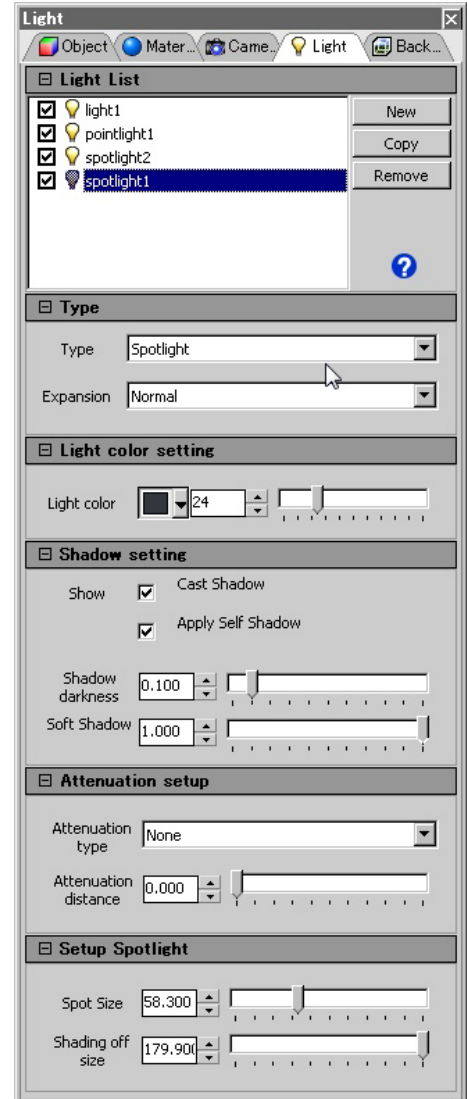 Light
Object Mater... Came.. Light Back...
Light List
light1
pointlight1
spotlight2
spotlight1
New
Copy
Remove
Type
Type Spotlight
Expansion Normal
Light color setting
Light color 24
Shadow setting
Show Cast Shadow
Apply Self Shadow
Shadow darkness 0.100
Soft Shadow 1.000
Attenuation setup
Attenuation type None
Attenuation distance 0.000
Setup Spotlight
Spot Size 58.300
Shading off size 179.90